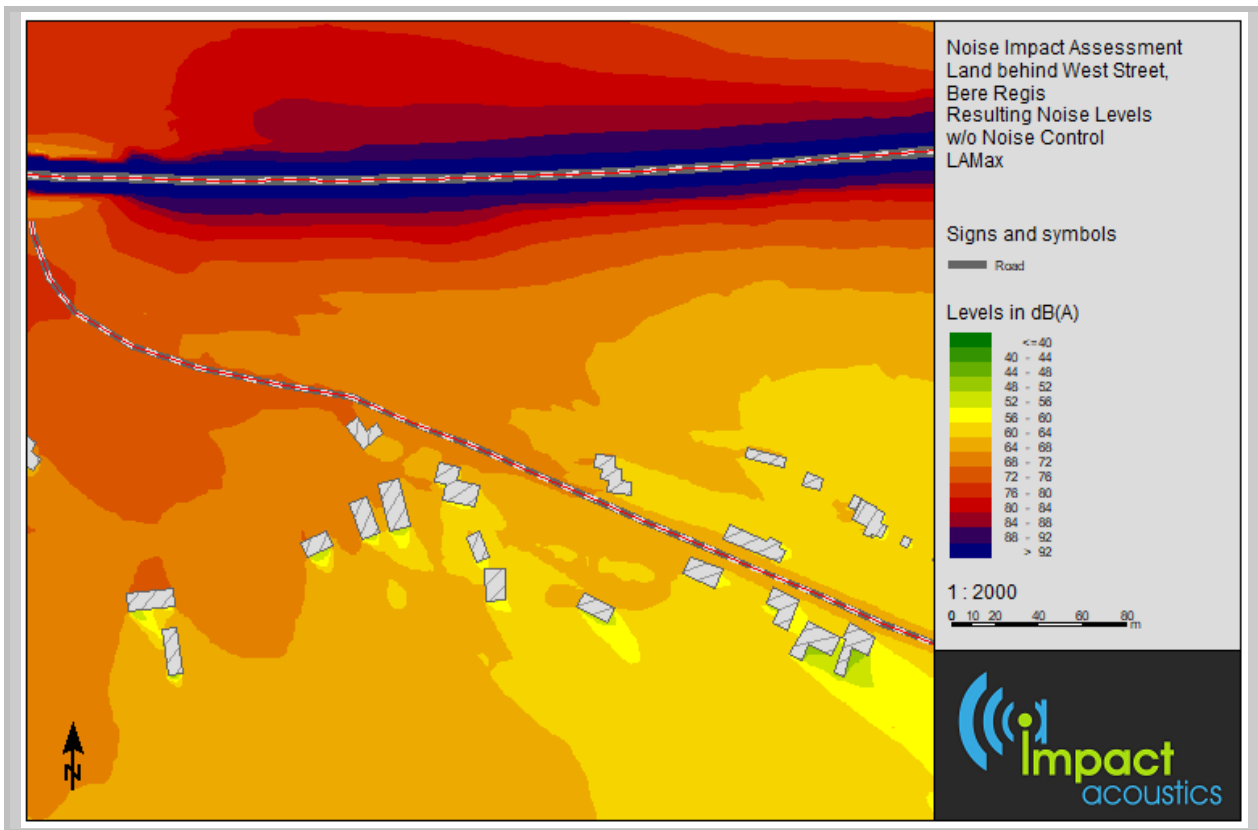 Noise Impact Assessment
Land behind West Street,
Bere Regis
Resulting Noise Levels
w/o Noise Control
LAMax
Signs and symbols
Road
Levels in dB(A)
<=40
40 - 44
44 - 48
48 - 52
52 - 56
56 - 60
60 - 64
64 - 68
68 - 72
72 - 76
76 - 80
80 - 84
84 - 88
88 - 92
> 92
1 : 2000
0 10 20 40 60 80
m
N
impact
acoustics